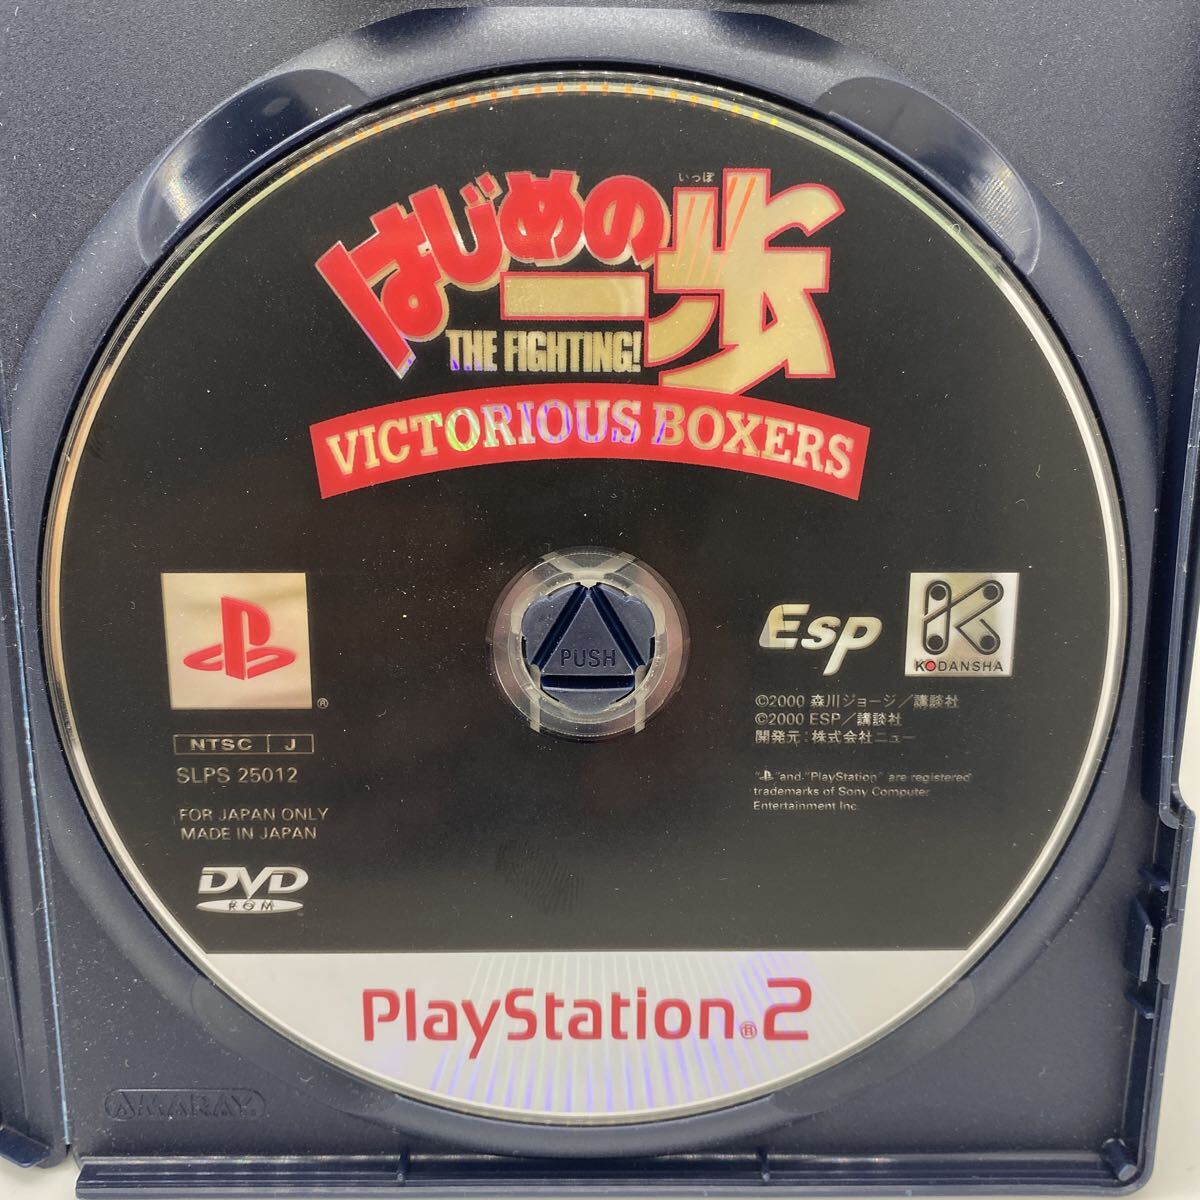 はじめの一歩
いっぽ
THE FIGHTING!
VICTORIOUS BOXERS
®
NTSC J
SLPS 25012
FOR JAPAN ONLY
MADE IN JAPAN
DVD
ROM
PUSH
Esp
KODANSHA
©2000 森川ジョージ／講談社
©2000 ESP／講談社
開発元：株式会社ニュー
" " and "PlayStation" are registered
trademarks of Sony Computer
Entertainment Inc.
PlayStation®2
AMARAY